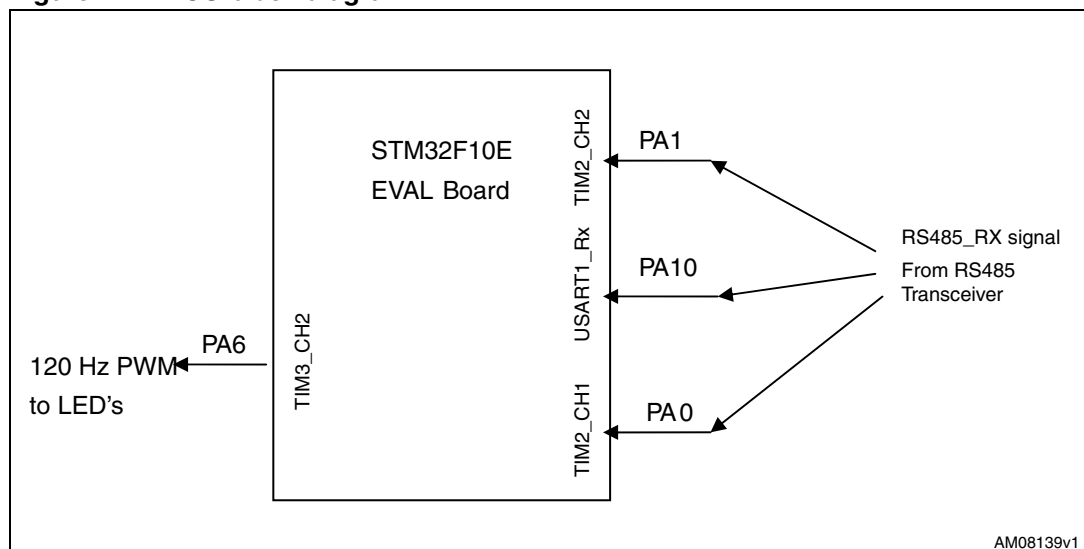 STM32F10E
EVAL Board
TIM2_CH2
PA1
USART1_Rx
PA10
RS485_RX signal
From RS485
Transceiver
TIM3_CH2
PA6
120 Hz PWM
to LED's
TIM2_CH1
PA0
AM08139v1